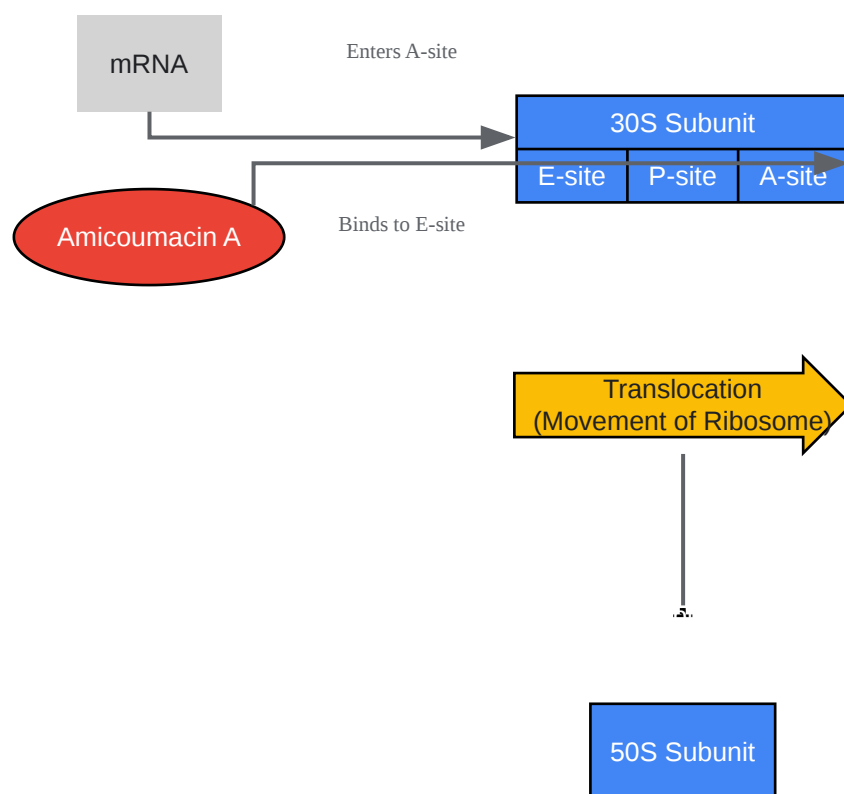 mRNA
Enters A-site
30S Subunit
E-site P-site A-site
Amicoumacin A
Binds to E-site
Translocation
(Movement of Ribosome)
50S Subunit